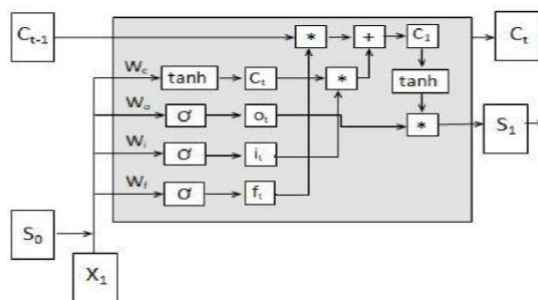 C_{t-1} * + C_1 C_t
W_c tanh C_t * tanh
W_o σ o_t * S_1
W_i σ i_t
W_f σ f_t
S_0
X_1